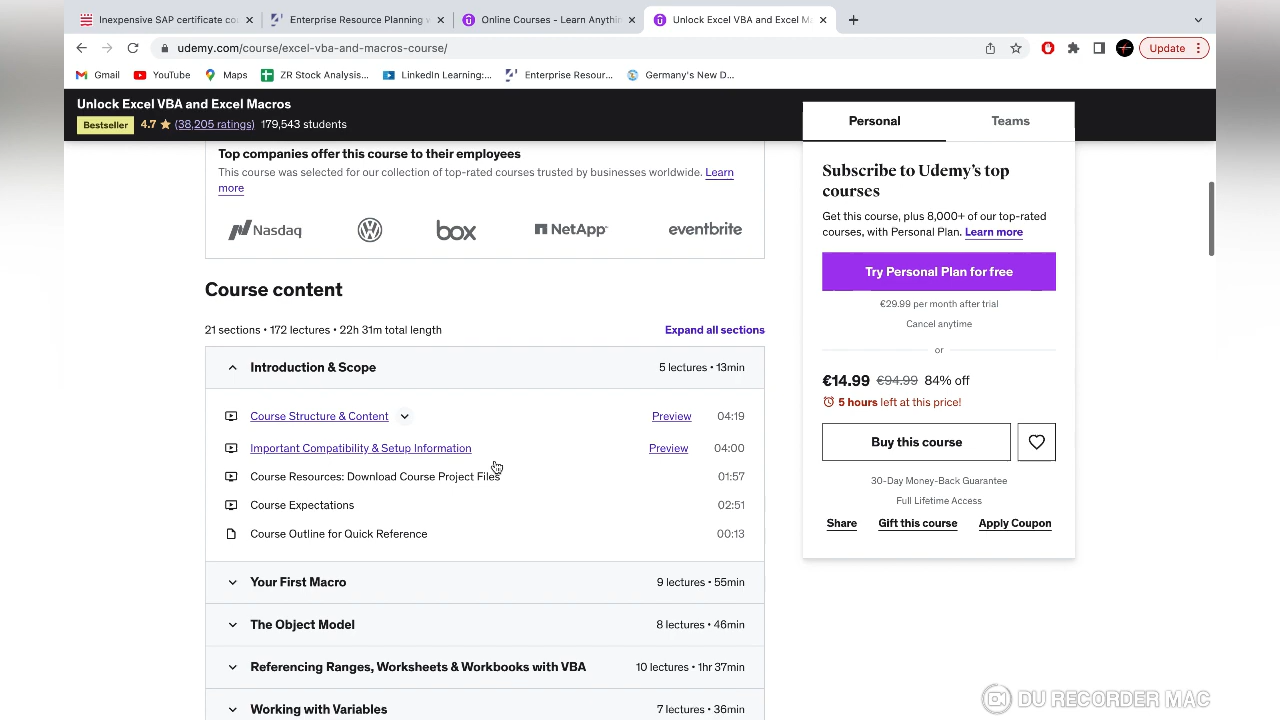 Inexpensive SAP certificate co
Enterprise Resource Planning
Online Courses - Learn Anythin
Unlock Excel VBA and Excel M
udemy.com/course/excel-vba-and-macros-course/
Update
Gmail
YouTube
Maps
ZR Stock Analysis...
LinkedIn Learning:...
Enterprise Resour...
Germany's New D...
Unlock Excel VBA and Excel Macros
Bestseller 4.7 (38,205 ratings) 179,543 students
Personal
Teams
Top companies offer this course to their employees
This course was selected for our collection of top-rated courses trusted by businesses worldwide. Learn
more
Nasdaq
box
NetApp
eventbrite
Course content
21 sections • 172 lectures • 22h 31m total length
Expand all sections
Introduction & Scope
5 lectures • 13min
Course Structure & Content
Preview
04:19
Important Compatibility & Setup Information
Preview
04:00
Course Resources: Download Course Project Files
01:57
Course Expectations
02:51
Course Outline for Quick Reference
00:13
Your First Macro
9 lectures • 55min
The Object Model
8 lectures • 46min
Referencing Ranges, Worksheets & Workbooks with VBA
10 lectures • 1hr 37min
Working with Variables
7 lectures • 36min
Subscribe to Udemy's top
courses
Get this course, plus 8,000+ of our top-rated
courses, with Personal Plan. Learn more
Try Personal Plan for free
€29.99 per month after trial
Cancel anytime
or
€14.99 €94.99 84% off
5 hours left at this price!
Buy this course
30-Day Money-Back Guarantee
Full Lifetime Access
Share
Gift this course
Apply Coupon
DU RECORDER MAC